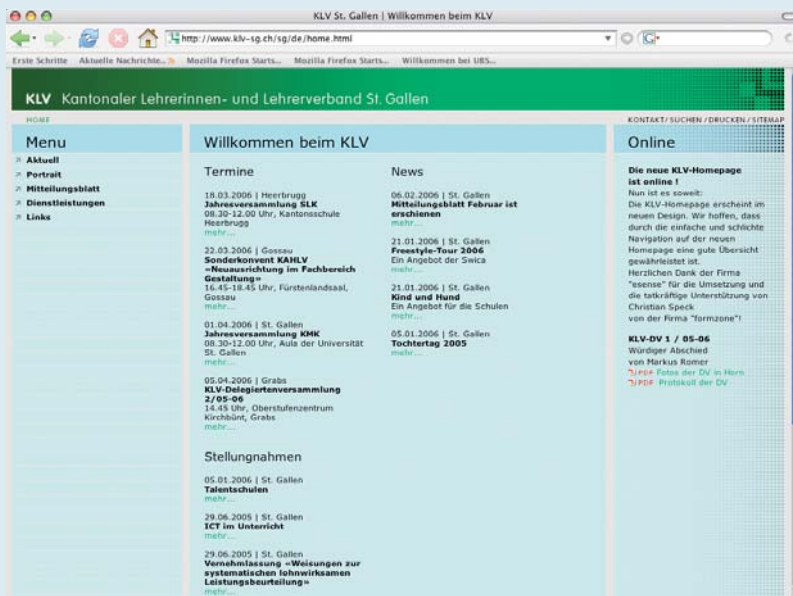 KLV St. Gallen | Willkommen beim KLV
http://www.klv-sg.ch/sg/de/home.html
Erste Schritte Aktuelle Nachrichte... Mozilla Firefox Starts... Mozilla Firefox Starts... Willkommen bei UBS...
KLV Kantonaler Lehrerinnen- und Lehrerverband St. Gallen
HOME
KONTAKT/ SUCHEN / DRUCKEN / SITEMAP
Menu
Aktuell
Portrait
Mitteilungsblatt
Dienstleistungen
Links
Willkommen beim KLV
Termine
18.03.2006 | Heerbrugg
Jahresversammlung SLK
08.30-12.00 Uhr, Kantonsschule
Heerbrugg
mehr...
22.03.2006 | Gossau
Sonderkonvent KAHLV
«Neuausrichtung im Fachbereich
Gestaltung»
16.45-18.45 Uhr, Fürstenlandsaal,
Gossau
mehr...
01.04.2006 | St. Gallen
Jahresversammlung KMK
08.30-12.00 Uhr, Aula der Universität
St. Gallen
mehr...
05.04.2006 | Grabs
KLV-Delegiertenversammlung
2/05-06
14.45 Uhr, Oberstufenzentrum
Kirchbünt, Grabs
mehr...
Stellungnahmen
05.01.2006 | St. Gallen
Talentschulen
mehr...
29.06.2005 | St. Gallen
ICT im Unterricht
mehr...
29.06.2005 | St. Gallen
Vernehmlassung «Weisungen zur
systematischen lohnwirksamen
Leistungsbeurteilung»
mehr...
News
06.02.2006 | St. Gallen
Mitteilungsblatt Februar ist
erschienen
mehr...
21.01.2006 | St. Gallen
Freestyle-Tour 2006
Ein Angebot der Swica
mehr...
21.01.2006 | St. Gallen
Kind und Hund
Ein Angebot für die Schulen
mehr...
05.01.2006 | St. Gallen
Tochtertag 2005
mehr...
Online
Die neue KLV-Homepage
ist online !
Nun ist es soweit:
Die KLV-Homepage erscheint im
neuen Design. Wir hoffen, dass
durch die einfache und schlichte
Navigation auf der neuen
Homepage eine gute Übersicht
gewährleistet ist.
Herzlichen Dank der Firma
"esense" für die Umsetzung und
die tatkräftige Unterstützung von
Christian Speck
von der Firma "formzone"!
KLV-DV 1 / 05-06
Würdiger Abschied
von Markus Romer
PDF Fotos der DV in Horn
PDF Protokoll der DV